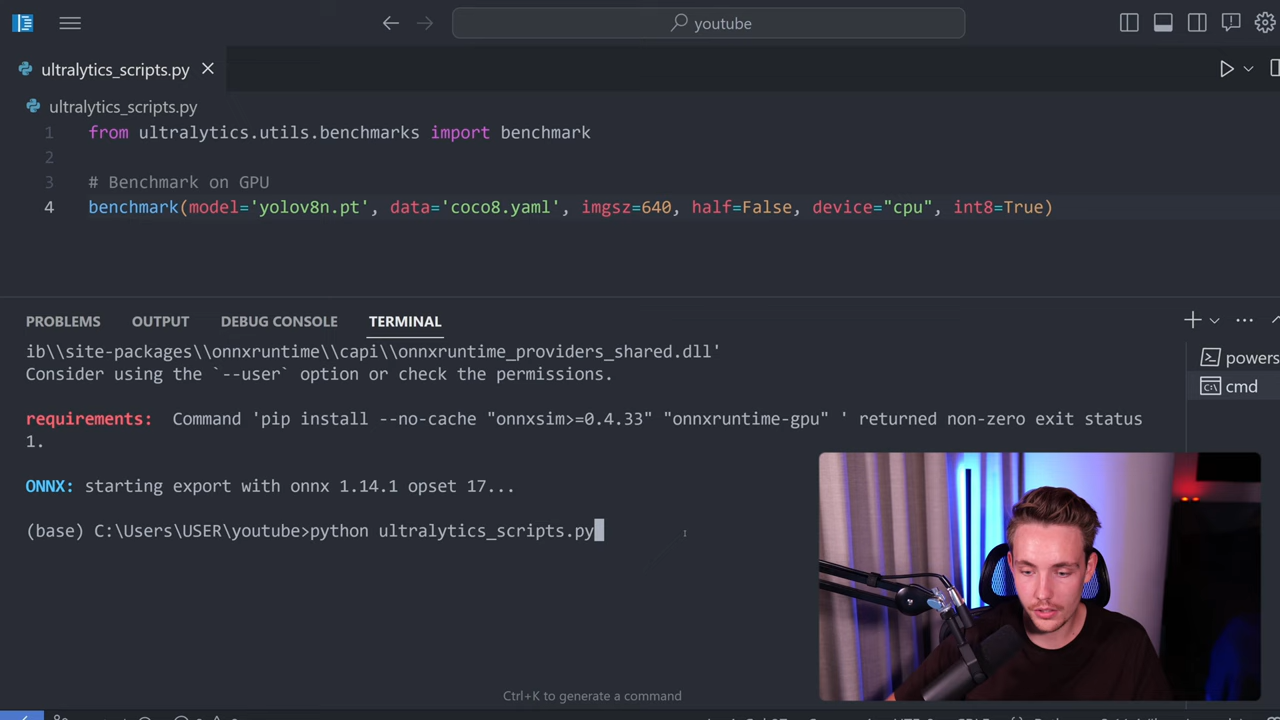 youtube
ultralytics_scripts.py
ultralytics_scripts.py
1 from ultralytics.utils.benchmarks import benchmark
2
3 # Benchmark on GPU
4 benchmark(model='yolov8n.pt', data='coco8.yaml', imgsz=640, half=False, device="cpu", int8=True)
PROBLEMS OUTPUT DEBUG CONSOLE TERMINAL
ib\\site-packages\\onnxruntime\\capi\\onnxruntime_providers_shared.dll'
Consider using the `--user` option or check the permissions.
requirements: Command 'pip install --no-cache "onnxsim>=0.4.33" "onnxruntime-gpu" ' returned non-zero exit status
1.
ONNX: starting export with onnx 1.14.1 opset 17...
(base) C:\Users\USER\youtube>python ultralytics_scripts.py
powers
cmd
Ctrl+K to generate a command